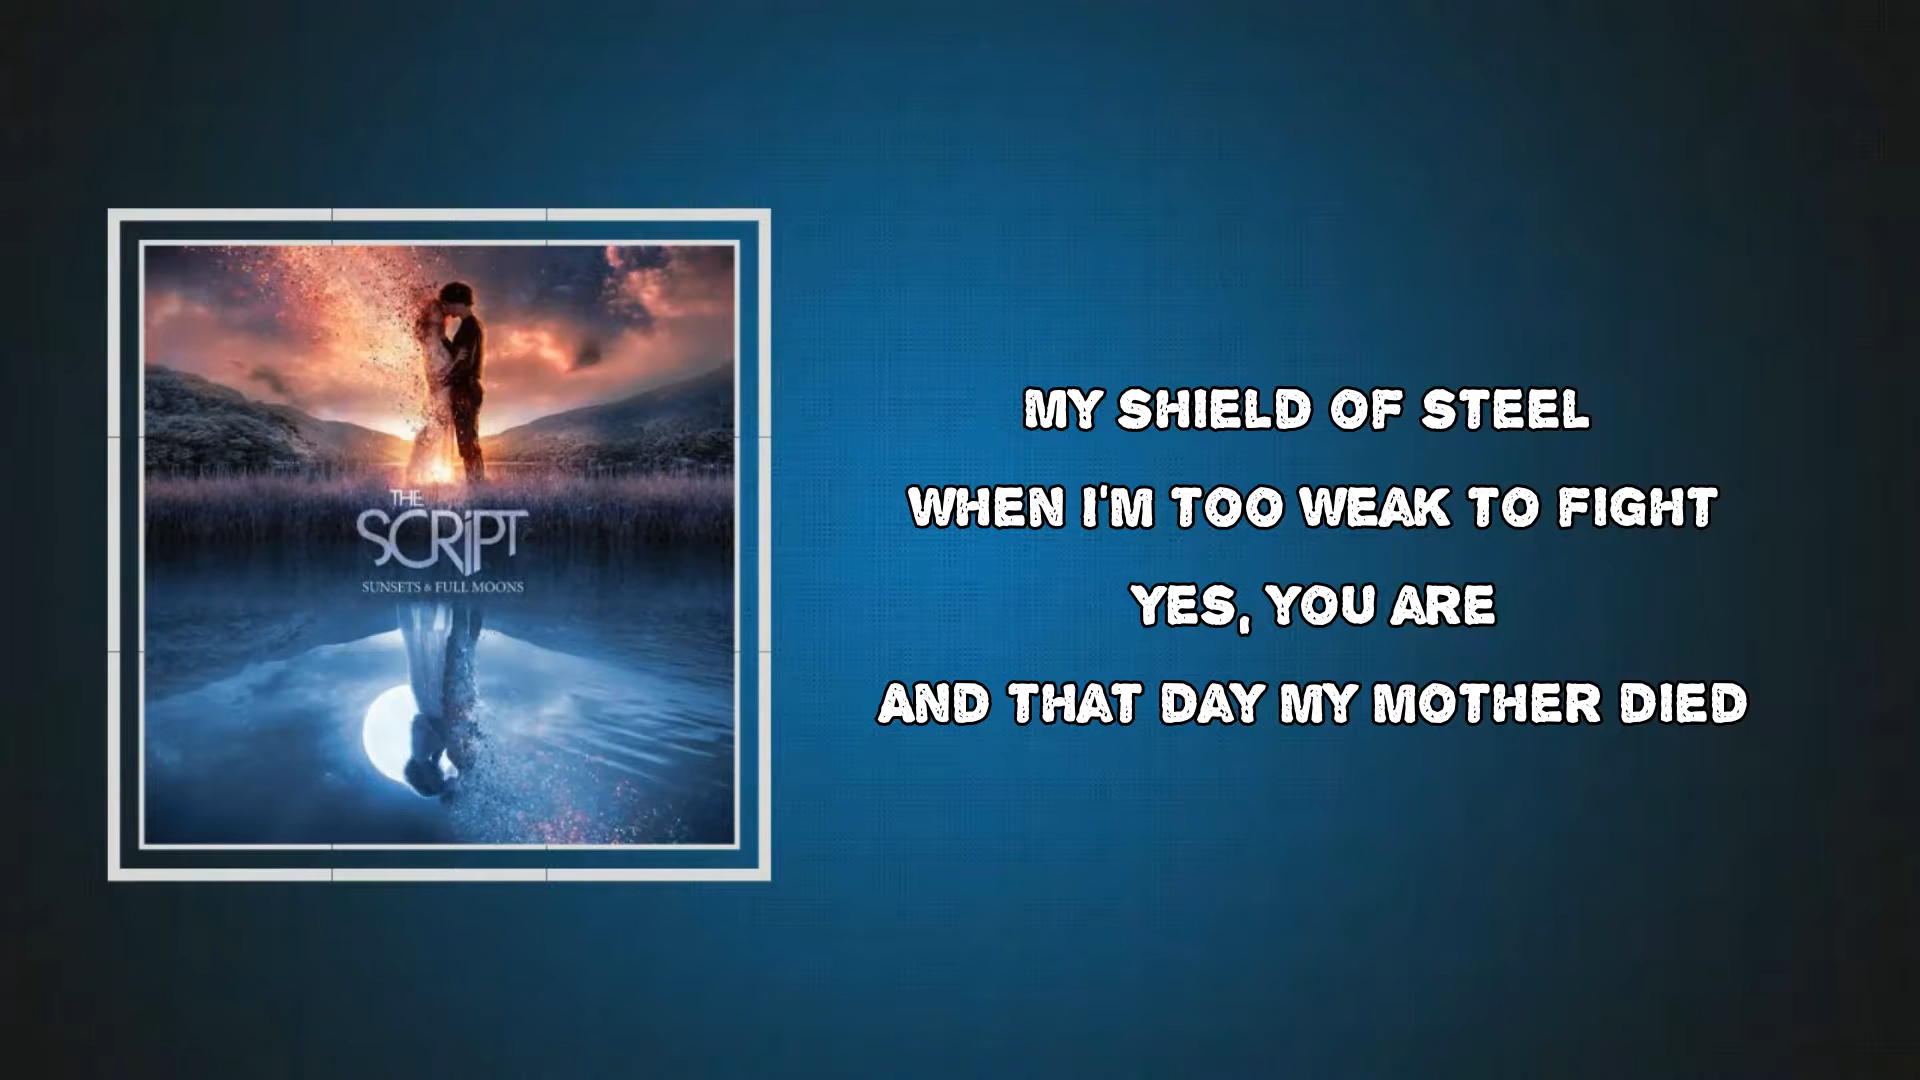 THE
SCRIPT
SUNSETS & FULL MOONS
MY SHIELD OF STEEL
WHEN I'M TOO WEAK TO FIGHT
YES, YOU ARE
AND THAT DAY MY MOTHER DIED